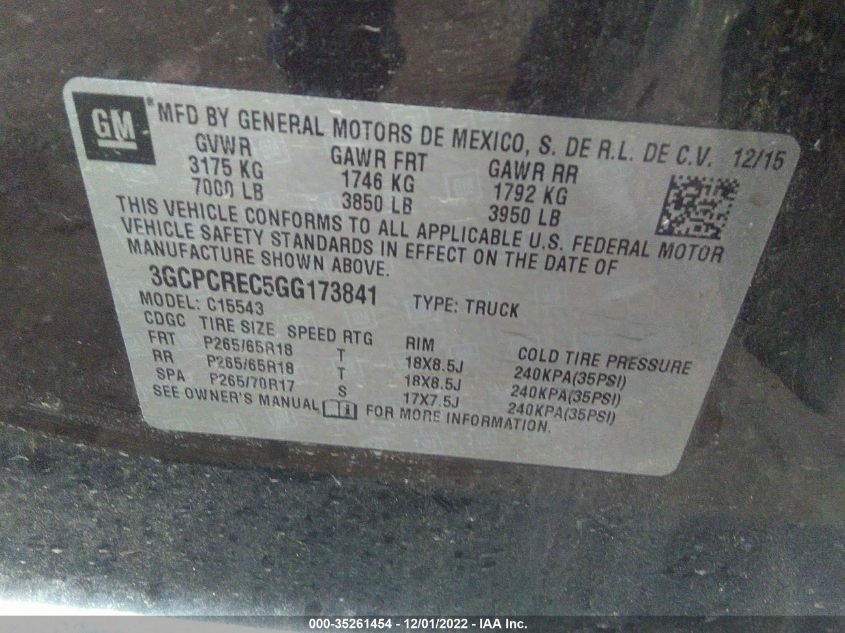 GM ® MFD BY GENERAL MOTORS DE MEXICO, S. DE R.L. DE C.V. 12/15
GVWR GAWR FRT GAWR RR
3175 KG 1746 KG 1792 KG
7000 LB 3850 LB 3950 LB
THIS VEHICLE CONFORMS TO ALL APPLICABLE U.S. FEDERAL MOTOR
VEHICLE SAFETY STANDARDS IN EFFECT ON THE DATE OF
MANUFACTURE SHOWN ABOVE.
3GCPCREC5GG173841 TYPE: TRUCK
MODEL: C15543
CDGC TIRE SIZE SPEED RTG RIM COLD TIRE PRESSURE
FRT P265/65R18 T 18X8.5J 240KPA(35PSI)
RR P265/65R18 T 18X8.5J 240KPA(35PSI)
SPA P265/70R17 S 17X7.5J 240KPA(35PSI)
SEE OWNER'S MANUAL FOR MORE INFORMATION.
000-35261454 - 12/01/2022 - IAA Inc.